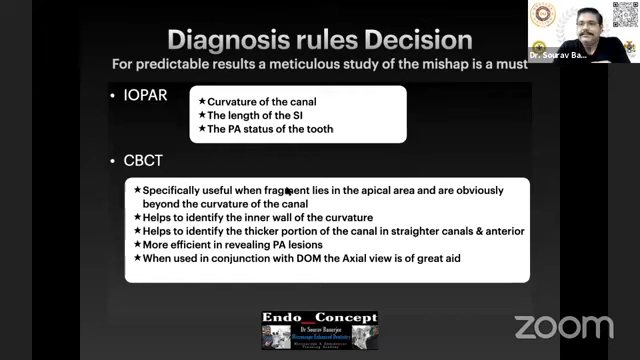 Diagnosis rules Decision
For predictable results a meticulous study of the mishap is a must
Dr. Sourav Ba...
• IOPAR
★Curvature of the canal
★The length of the SI
★The PA status of the tooth
• CBCT
★Specifically useful when fragment lies in the apical area and are obviously
beyond the curvature of the canal
★Helps to identify the inner wall of the curvature
★Helps to identify the thicker portion of the canal in straighter canals & anterior
★More efficient in revealing PA lesions
★When used in conjunction with DOM the Axial view is of great aid
Endo_Concept
Dr Sourav Banerjee
Microscope Enhanced Dentistry
zoom